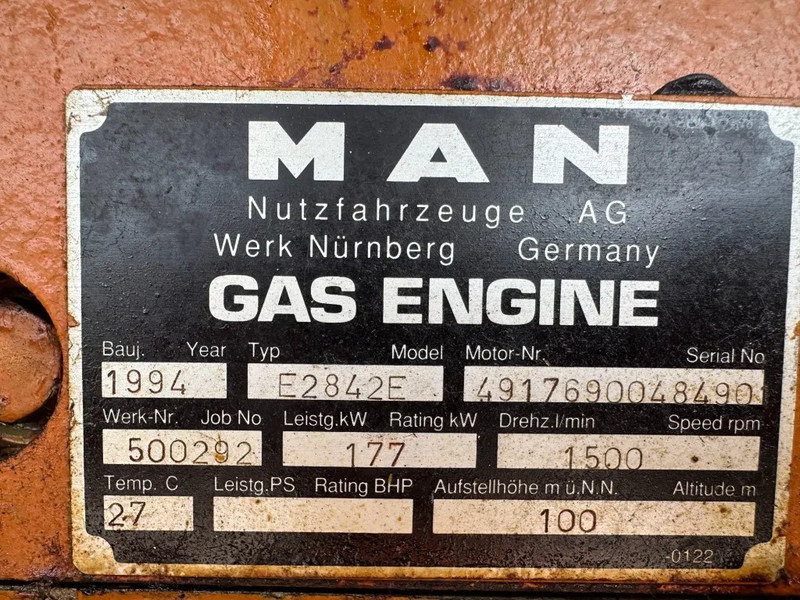 MAN
Nutzfahrzeuge AG
Werk Nürnberg Germany
GAS ENGINE
Bauj. Year Typ Model Motor-Nr. Serial No
1994 E2842E 4917690048490
Werk-Nr. Job No Leistg.kW Rating kW Drehz.l/min Speed rpm
500292 177 1500
Temp. C Leistg.PS Rating BHP Aufstellhöhe m ü.N.N. Altitude m
27 100
-0122